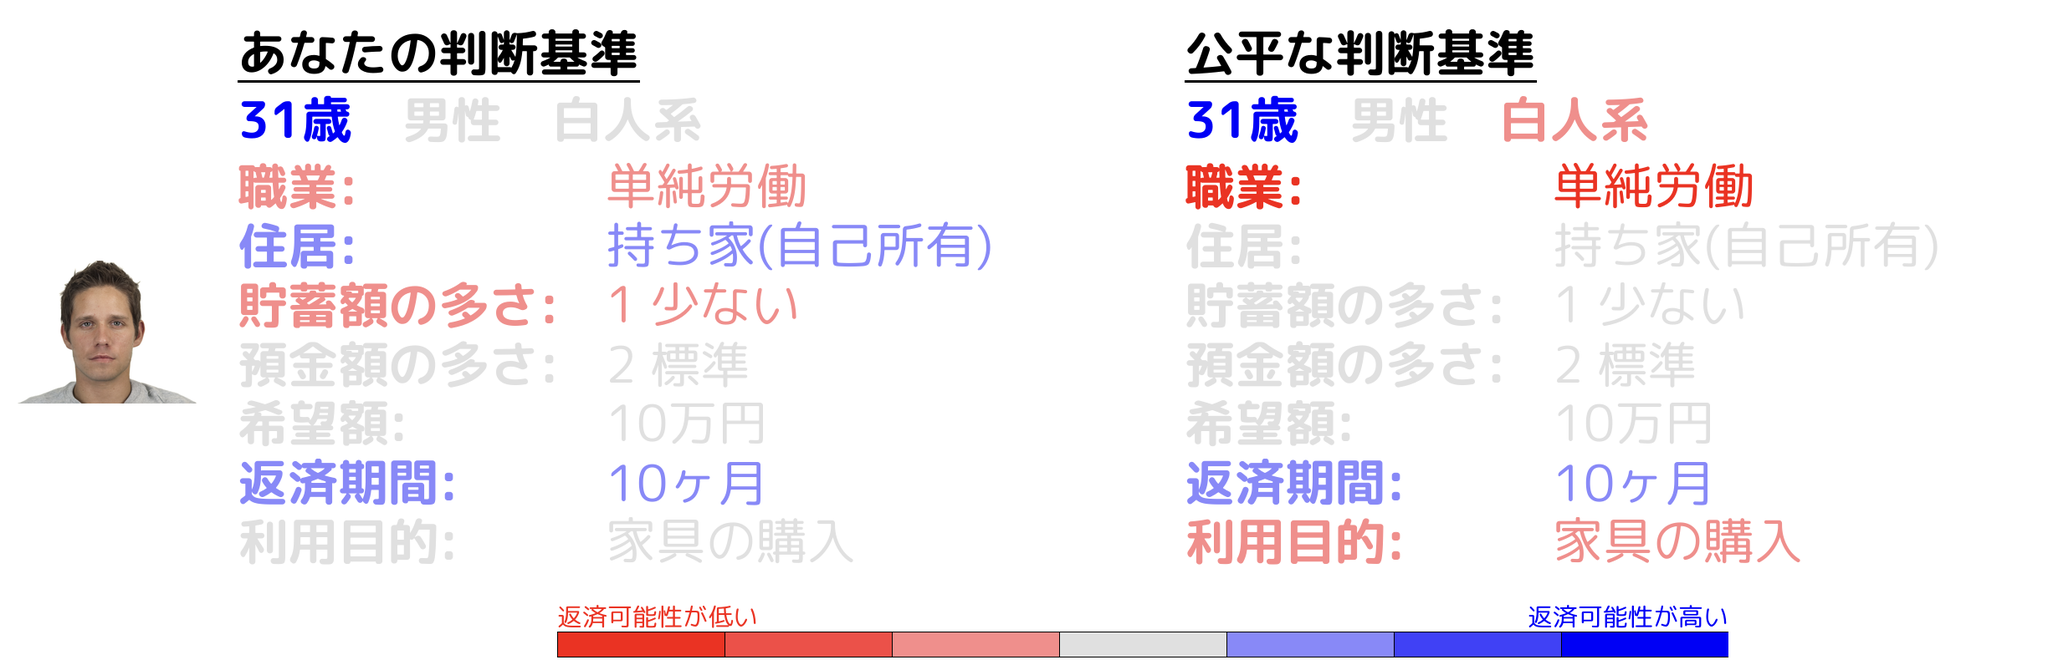 あなたの判断基準
31歳 男性 白人系
職業: 単純労働
住居: 持ち家(自己所有)
貯蓄額の多さ: 1 少ない
預金額の多さ: 2 標準
希望額: 10万円
返済期間: 10ヶ月
利用目的: 家具の購入
公平な判断基準
31歳 男性 白人系
職業: 単純労働
住居: 持ち家(自己所有)
貯蓄額の多さ: 1 少ない
預金額の多さ: 2 標準
希望額: 10万円
返済期間: 10ヶ月
利用目的: 家具の購入
返済可能性が低い
返済可能性が高い